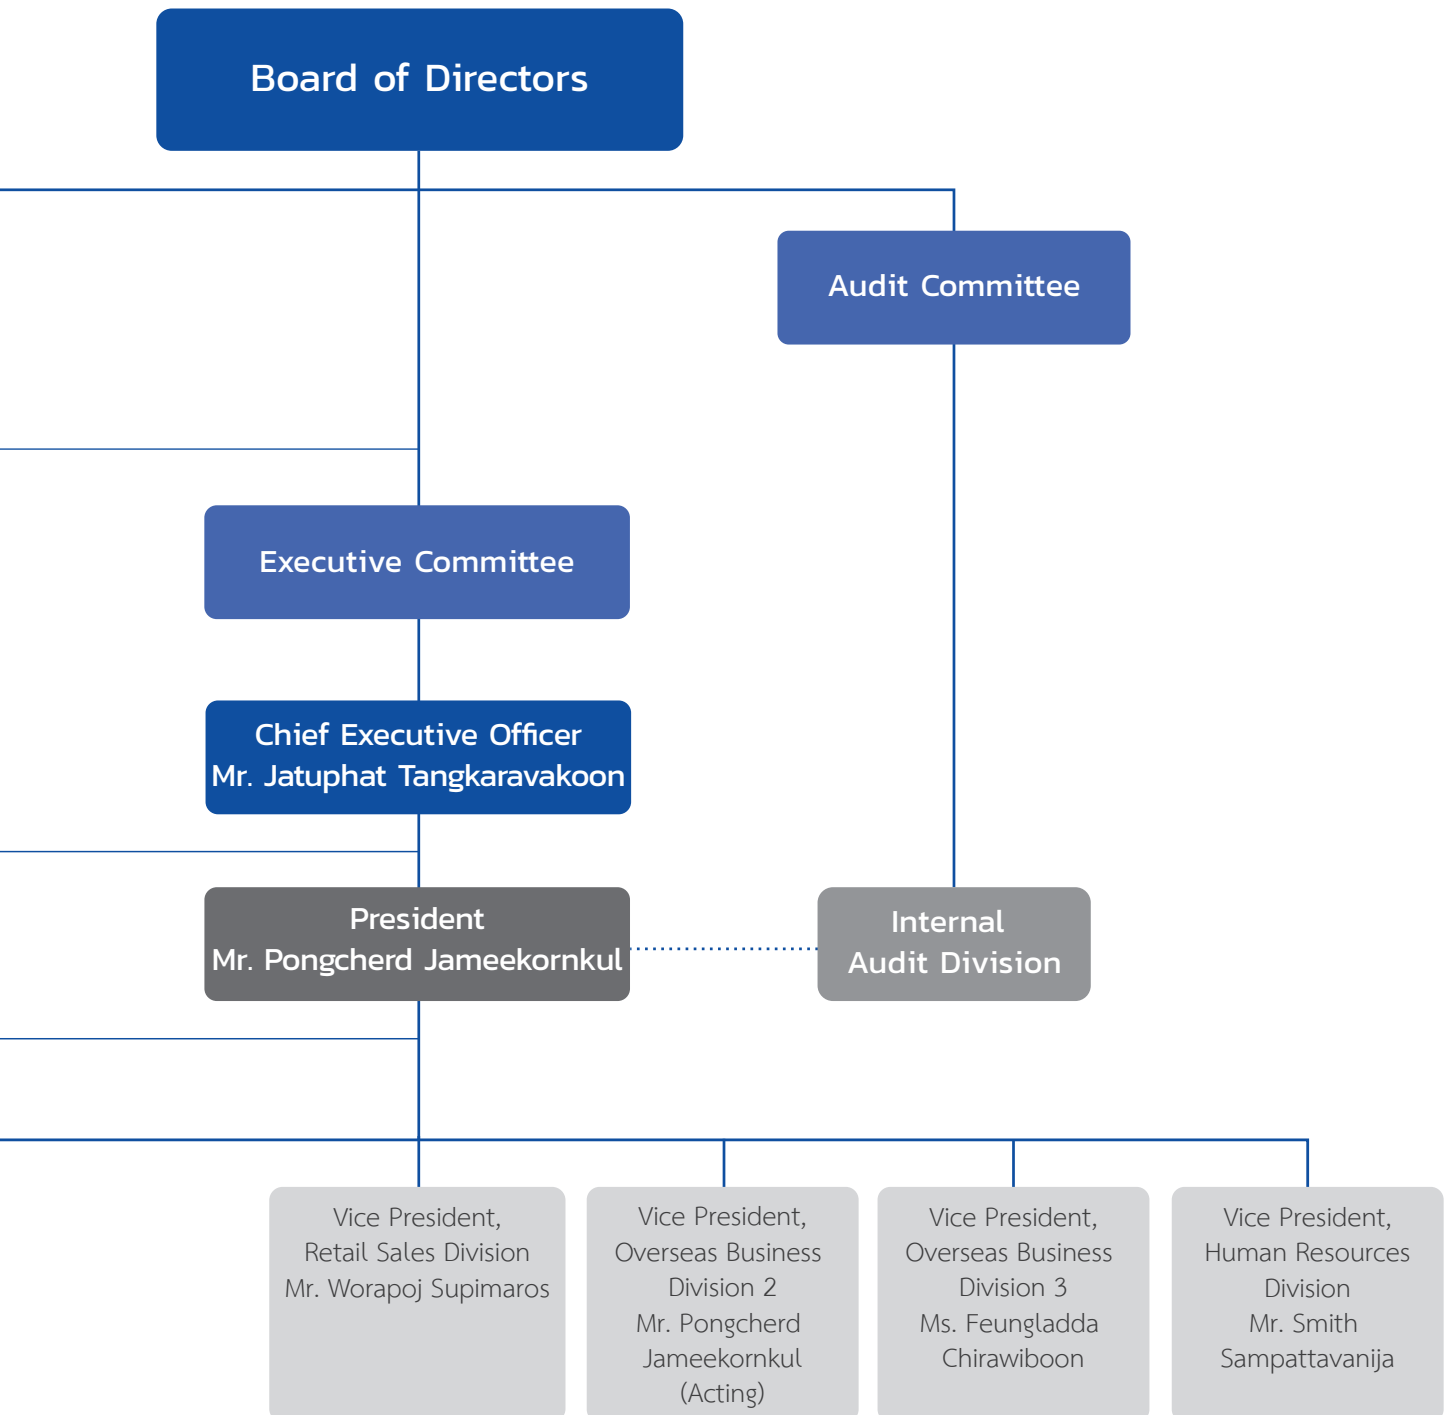 Board of Directors
Audit Committee
Executive Committee
Chief Executive Officer
Mr. Jatuphat Tangkaravakoon
President
Mr. Pongcherd Jameekornkul
Internal
Audit Division
Vice President,
Retail Sales Division
Mr. Worapoj Supimaros
Vice President,
Overseas Business
Division 2
Mr. Pongcherd
Jameekornkul
(Acting)
Vice President,
Overseas Business
Division 3
Ms. Feungladda
Chirawiboon
Vice President,
Human Resources
Division
Mr. Smith
Sampattavanija